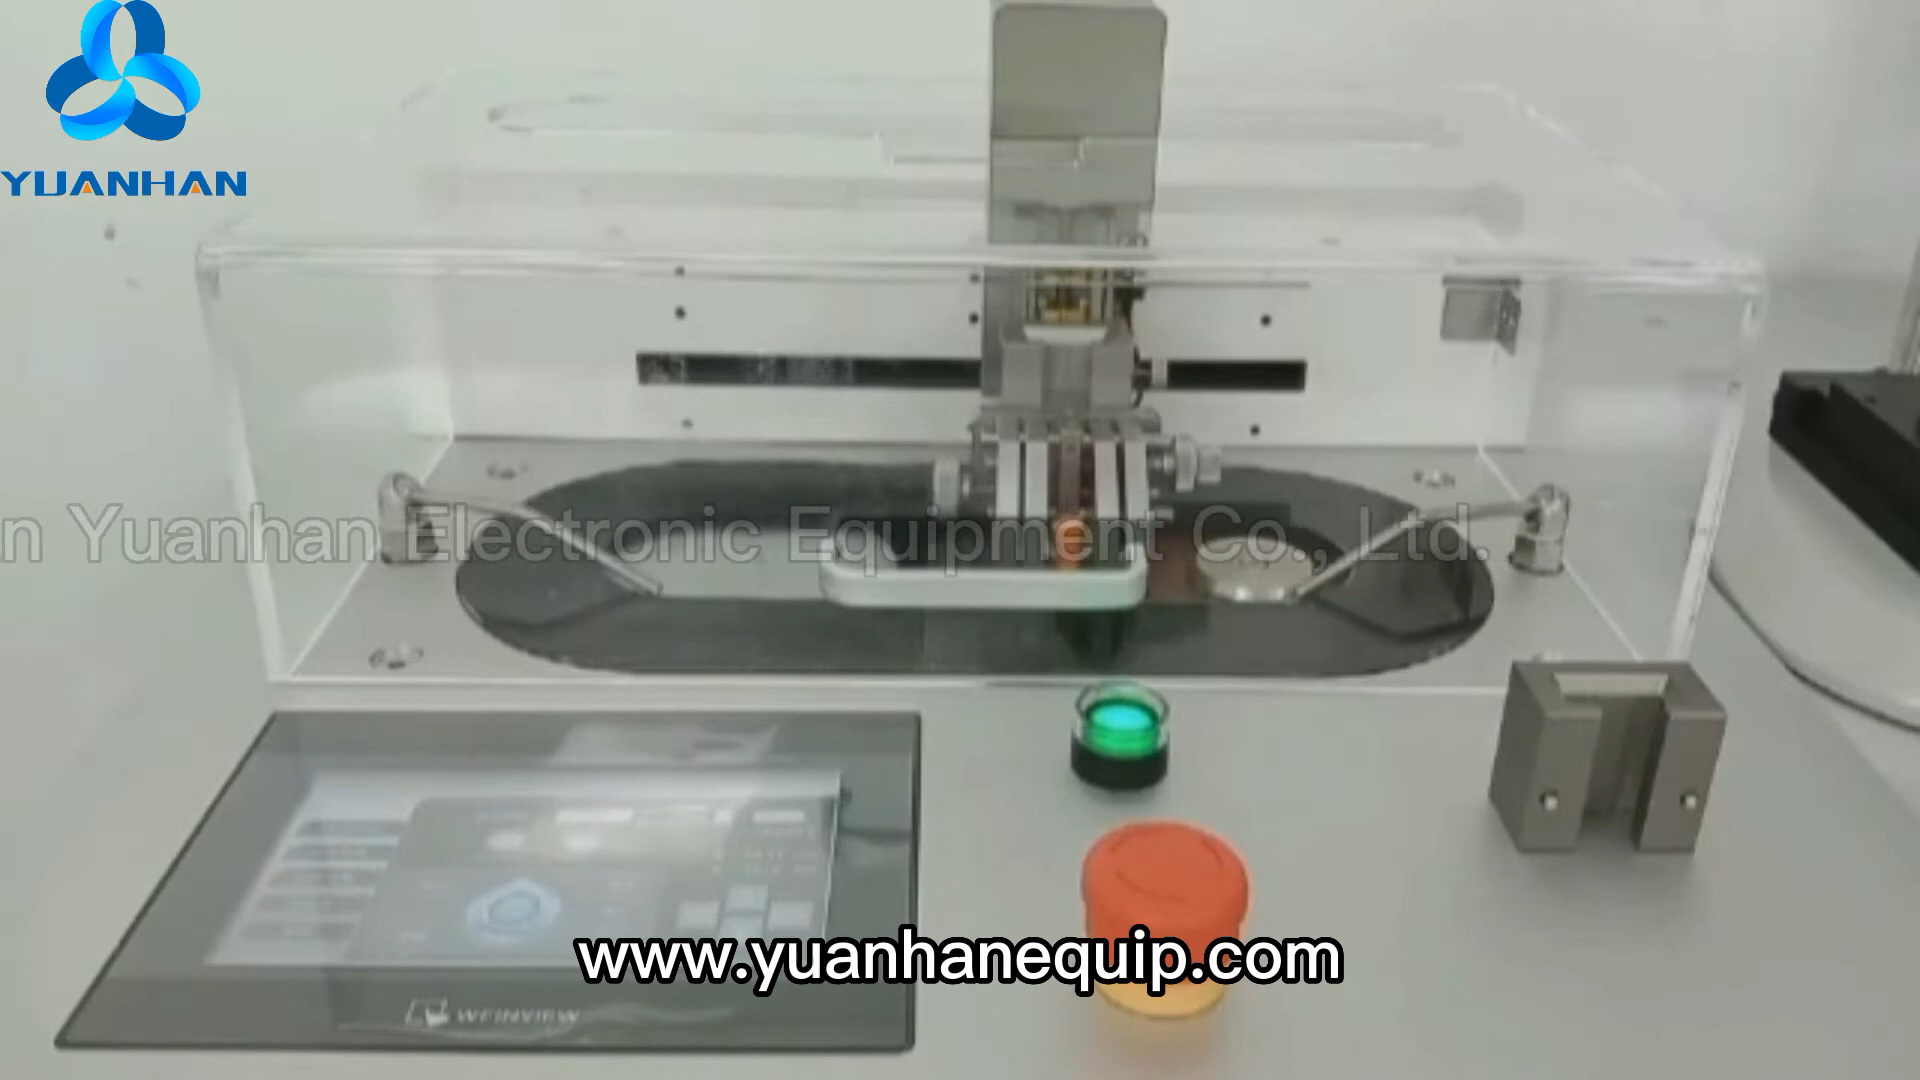 YUANHAN
n Yuanhan Electronic Equipment Co., Ltd.
WEINVIEW
www.yuanhanequip.com